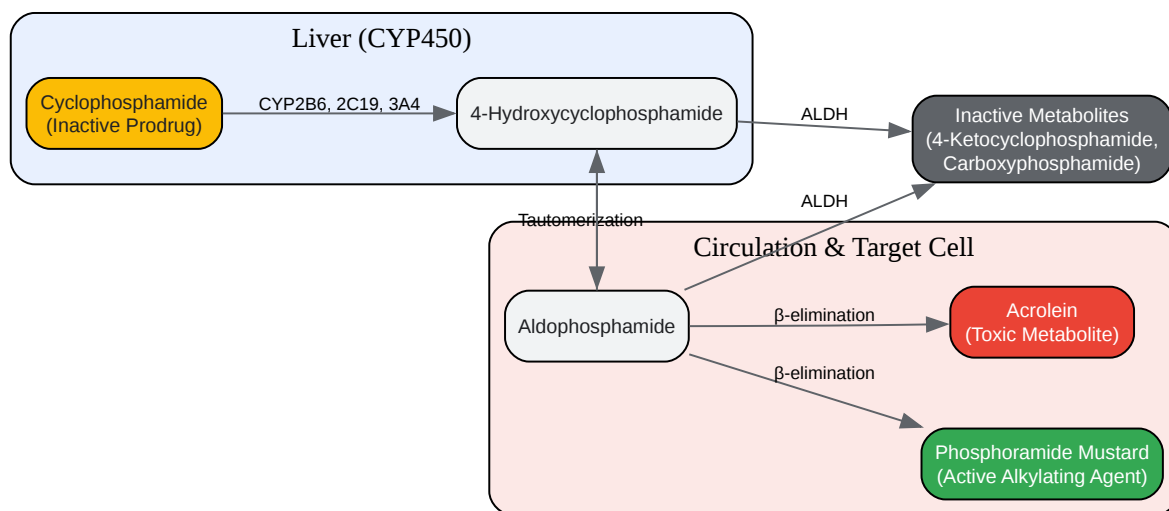 Liver (CYP450)
Cyclophosphamide
(Inactive Prodrug)
CYP2B6, 2C19, 3A4
4-Hydroxycyclophosphamide
ALDH
Inactive Metabolites
(4-Ketocyclophosphamide,
Carboxyphosphamide)
ALDH
Tautomerization
Circulation & Target Cell
Aldophosphamide
β-elimination
Acrolein
(Toxic Metabolite)
β-elimination
Phosphoramide Mustard
(Active Alkylating Agent)